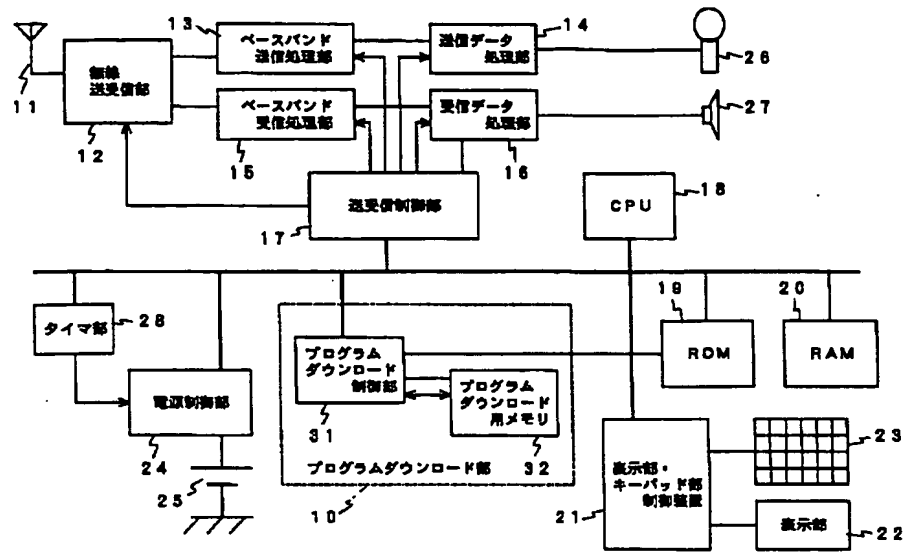 13
ベースバンド
送信処理部
14
送信データ
処理部
26
11
無線
送受信部
12
ベースバンド
受信処理部
15
受信データ
処理部
16
27
送受信制御部
17
CPU
18
タイマ部
28
電源制御部
24
25
プログラム
ダウンロード
制御部
31
プログラム
ダウンロード
用メモリ
32
プログラムダウンロード部
10
19
ROM
20
RAM
表示部・
キーパッド部
制御装置
21
23
表示部
22